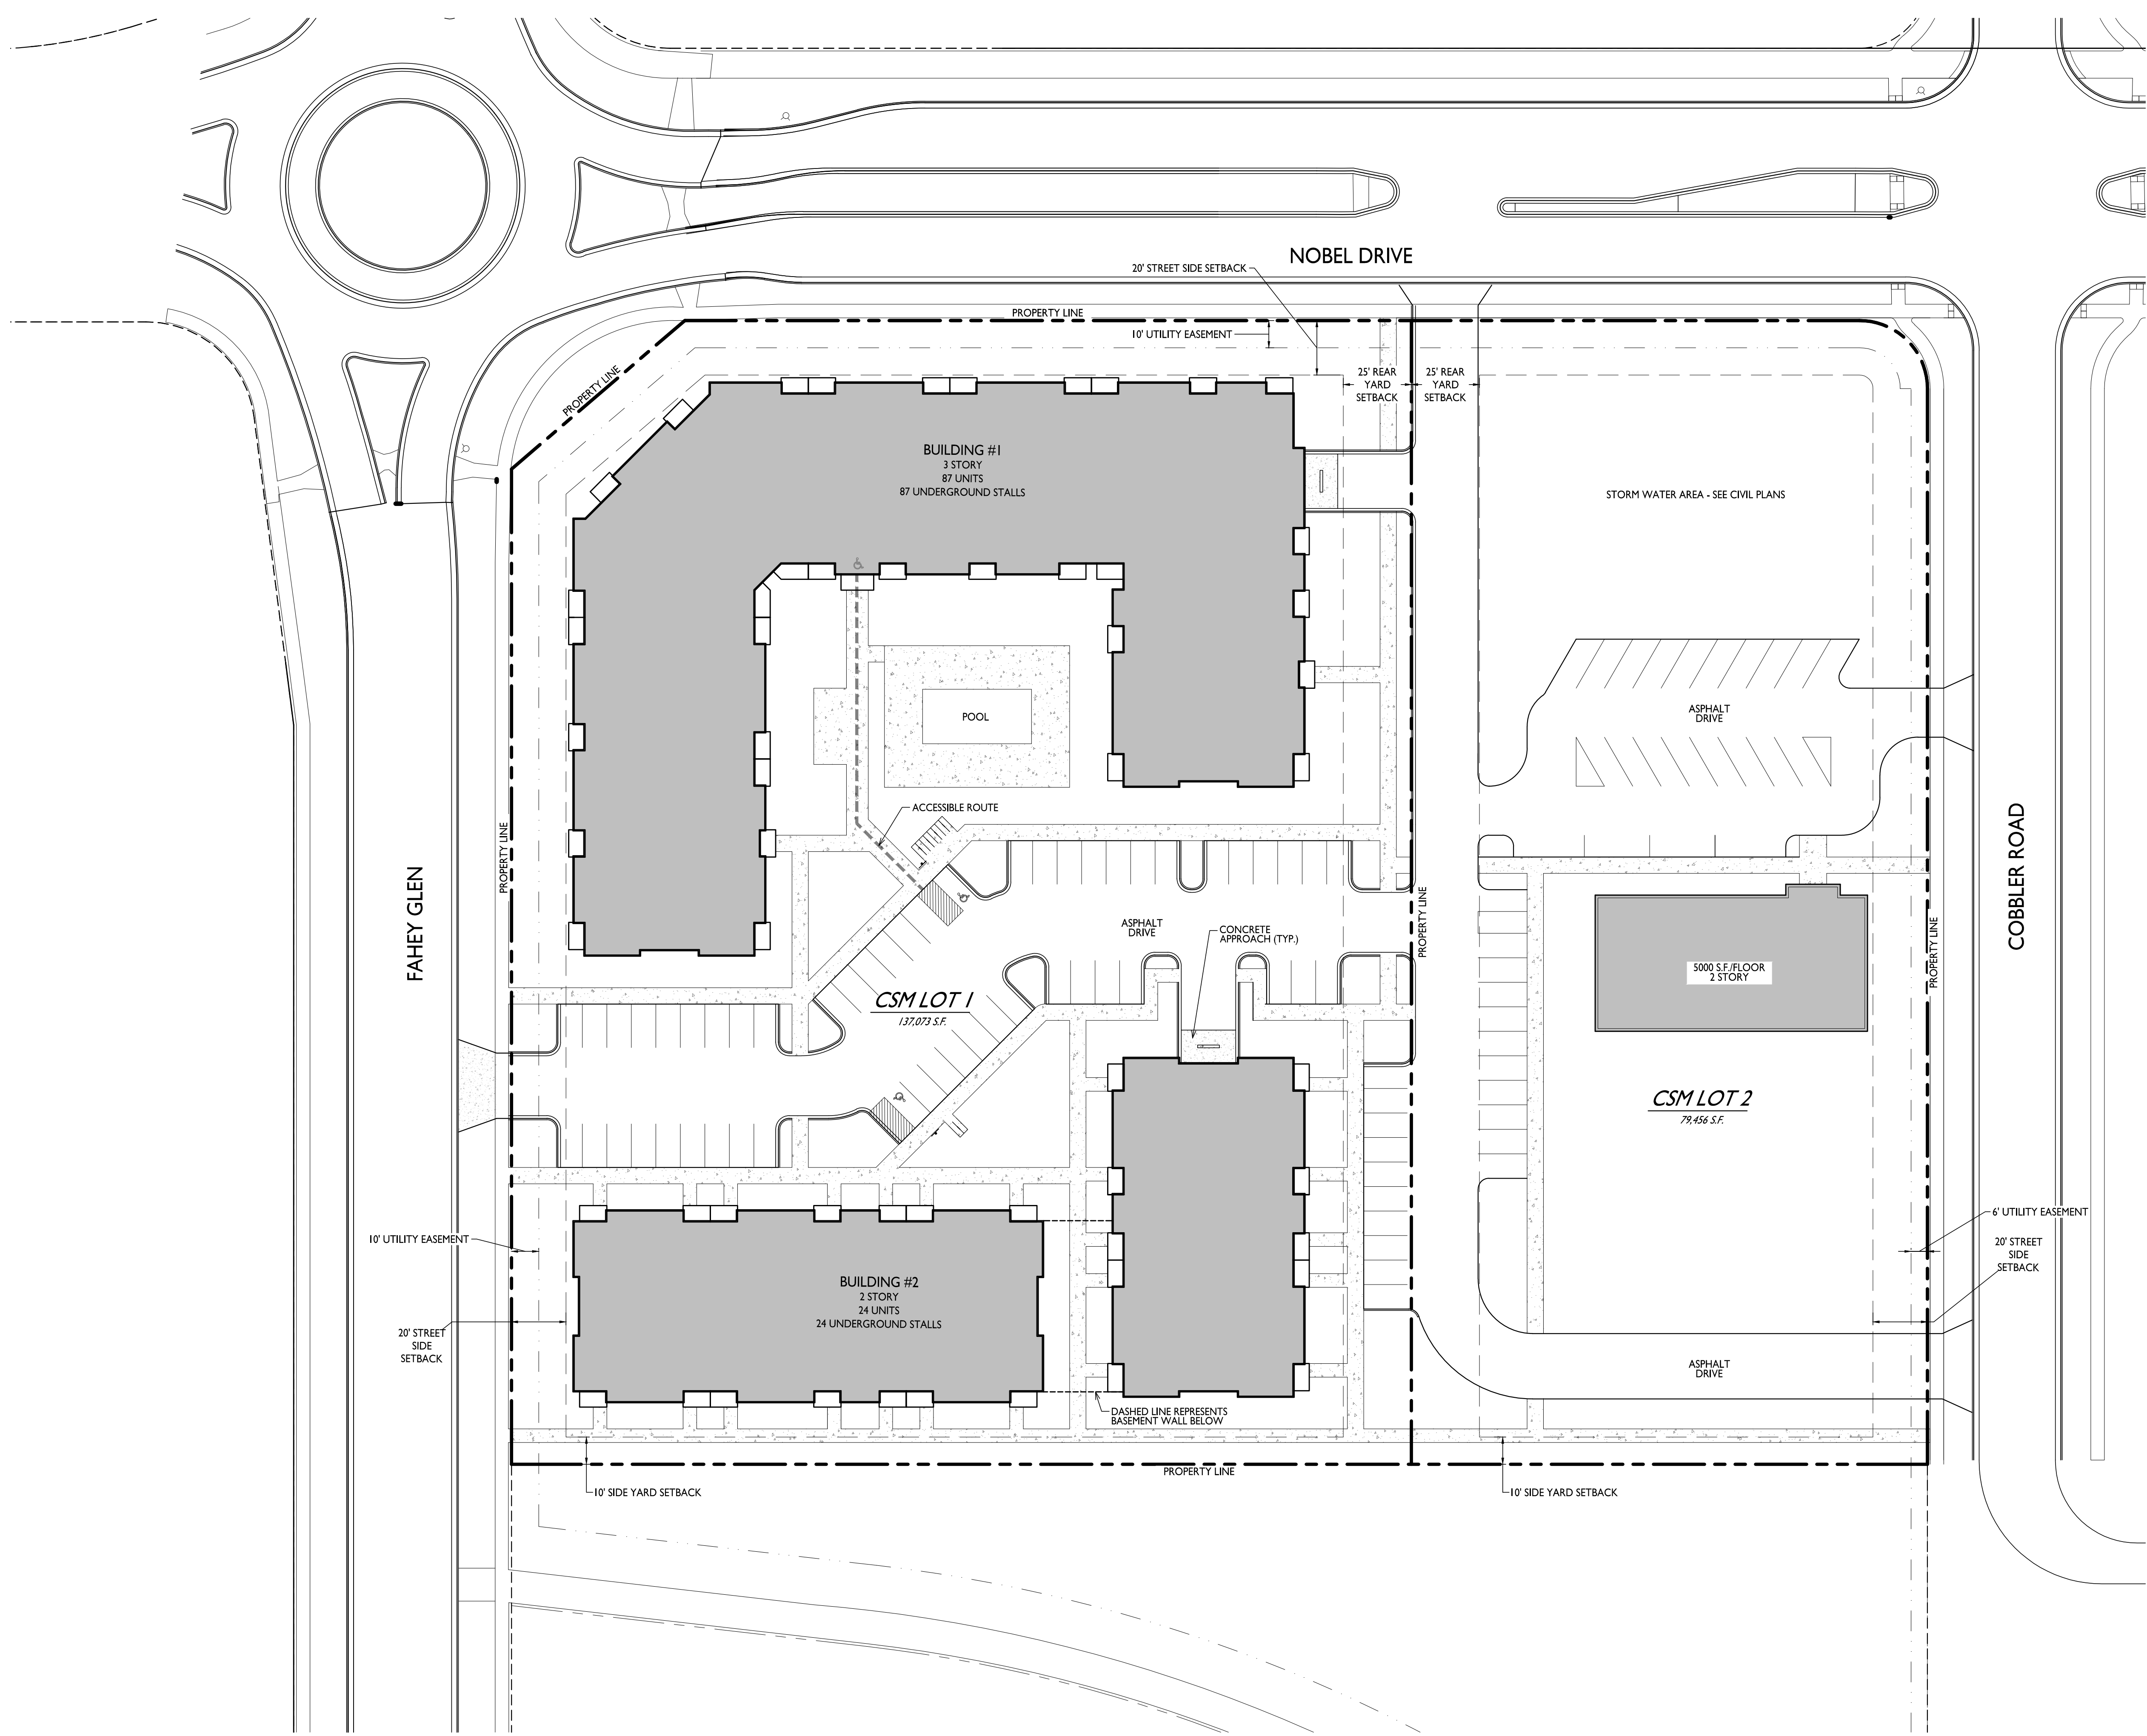 NOBEL DRIVE
20' STREET SIDE SETBACK
PROPERTY LINE
10' UTILITY EASEMENT
PROPERTY LINE
25' REAR
YARD
SETBACK
25' REAR
YARD
SETBACK
BUILDING #1
3 STORY
87 UNITS
87 UNDERGROUND STALLS
STORM WATER AREA - SEE CIVIL PLANS
POOL
ASPHALT
DRIVE
ACCESSIBLE ROUTE
PROPERTY LINE
FAHEY GLEN
COBBLER ROAD
ASPHALT
DRIVE
CONCRETE
APPROACH (TYP.)
PROPERTY LINE
PROPERTY LINE
5000 S.F./FLOOR
2 STORY
CSM LOT 1
137,073 S.F.
CSM LOT 2
79,456 S.F.
6' UTILITY EASEMENT
10' UTILITY EASEMENT
20' STREET
SIDE
SETBACK
BUILDING #2
2 STORY
24 UNITS
24 UNDERGROUND STALLS
20' STREET
SIDE
SETBACK
ASPHALT
DRIVE
DASHED LINE REPRESENTS
BASEMENT WALL BELOW
PROPERTY LINE
10' SIDE YARD SETBACK
10' SIDE YARD SETBACK